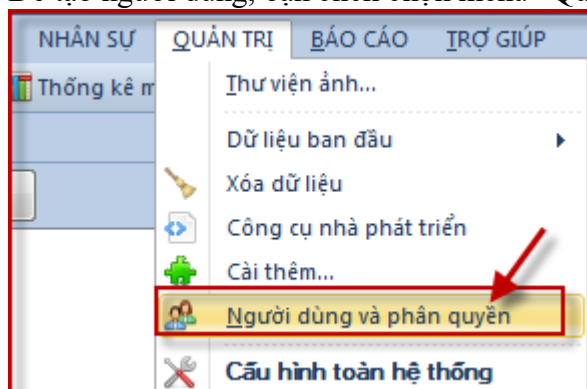 NHÂN SỰ QUẢN TRỊ BÁO CÁO TRỢ GIÚP
Thống kê m
Thư viện ảnh...
Dữ liệu ban đầu
Xóa dữ liệu
Công cụ nhà phát triển
Cài thêm...
Người dùng và phân quyền
Cấu hình toàn hệ thống